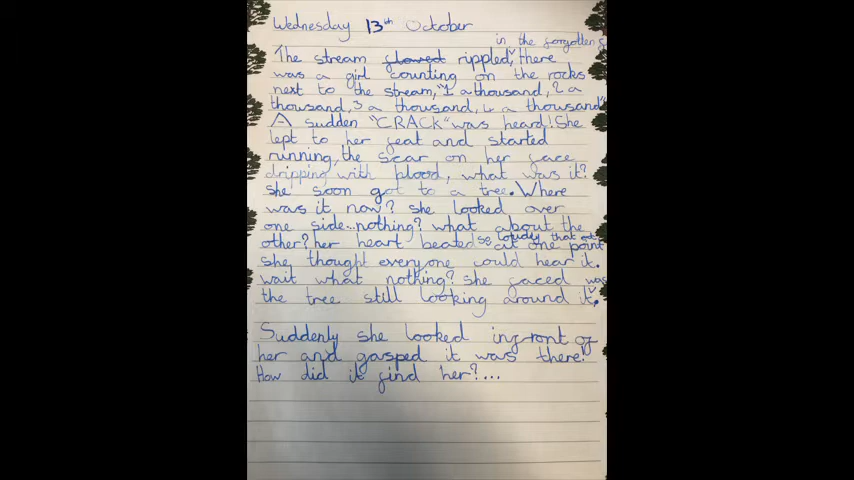 Wednesday 13th October
in the forgotten
The stream flowed rippled, there
was a girl counting on the rocks
next to the stream, "1 a thousand, 2 a
thousand, 3 a thousand, 4 a thousand"
A sudden "CRACK" was heard! She
lept to her feat and started
running, the scar on her face
dripping with blood, what was it?
she soon got to a tree. Where
was it now? she looked over
one side...nothing? what about the
other? her heart beated so loudly that
at one point
she thought everyone could hear it.
wait what nothing? she faced was
the tree still looking around it.
Suddenly she looked infront of
her and gasped it was there!
How did it find her?...